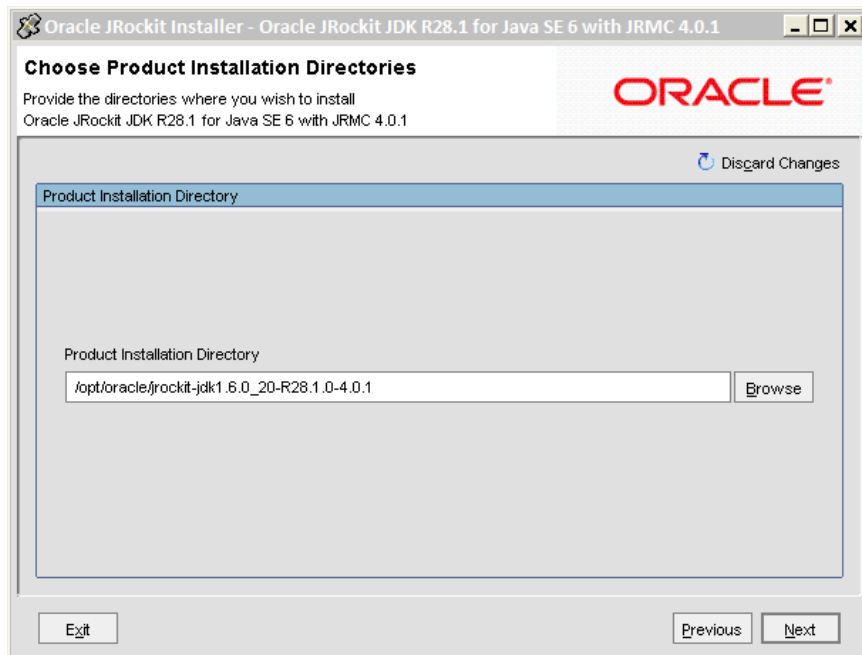 Oracle JRockit Installer - Oracle JRockit JDK R28.1 for Java SE 6 with JRMC 4.0.1
Choose Product Installation Directories
Provide the directories where you wish to install
Oracle JRockit JDK R28.1 for Java SE 6 with JRMC 4.0.1
ORACLE
Discard Changes
Product Installation Directory
Product Installation Directory
/opt/oracle/jrockit-jdk1.6.0_20-R28.1.0-4.0.1
Browse
Exit
Previous
Next